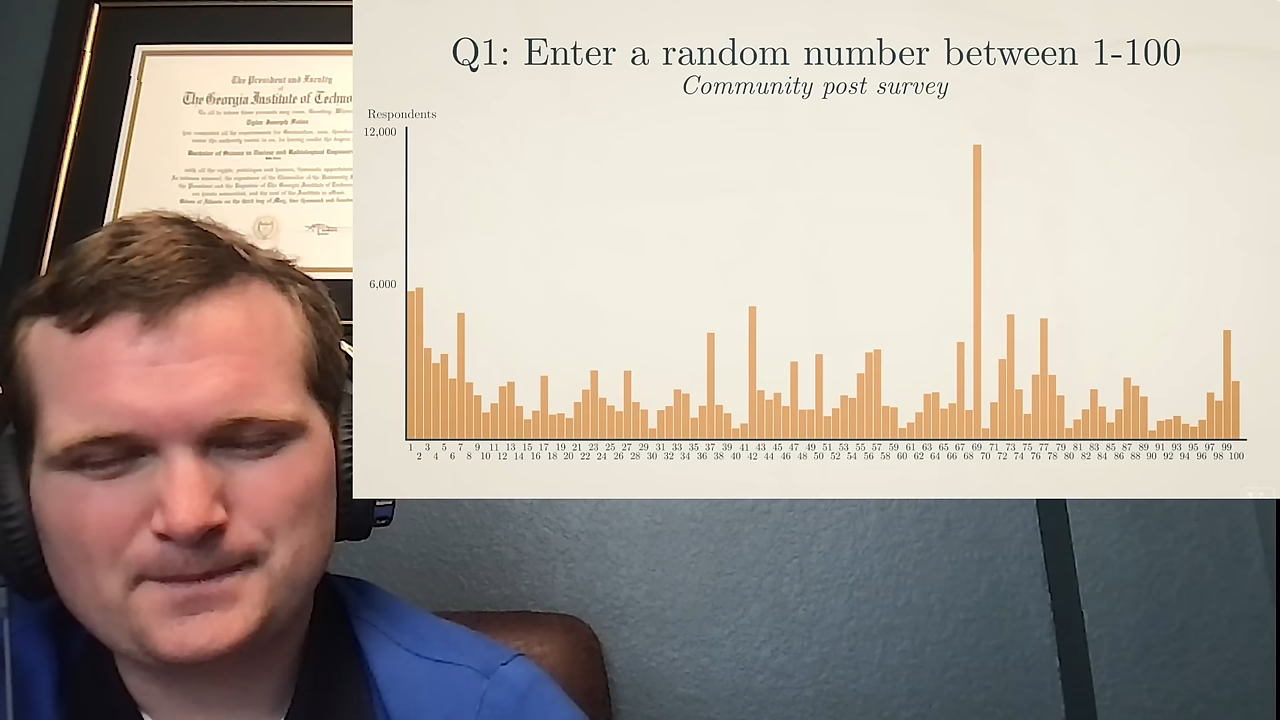 The President and Faculty
of
The Georgia Institute of Techno
Q1: Enter a random number between 1-100
Community post survey
Respondents
12,000
6,000
1 3 5 7 9 11 13 15 17 19 21 23 25 27 29 31 33 35 37 39 41 43 45 47 49 51 53 55 57 59 61 63 65 67 69 71 73 75 77 79 81 83 85 87 89 91 93 95 97 99
2 4 6 8 10 12 14 16 18 20 22 24 26 28 30 32 34 36 38 40 42 44 46 48 50 52 54 56 58 60 62 64 66 68 70 72 74 76 78 80 82 84 86 88 90 92 94 96 98 100